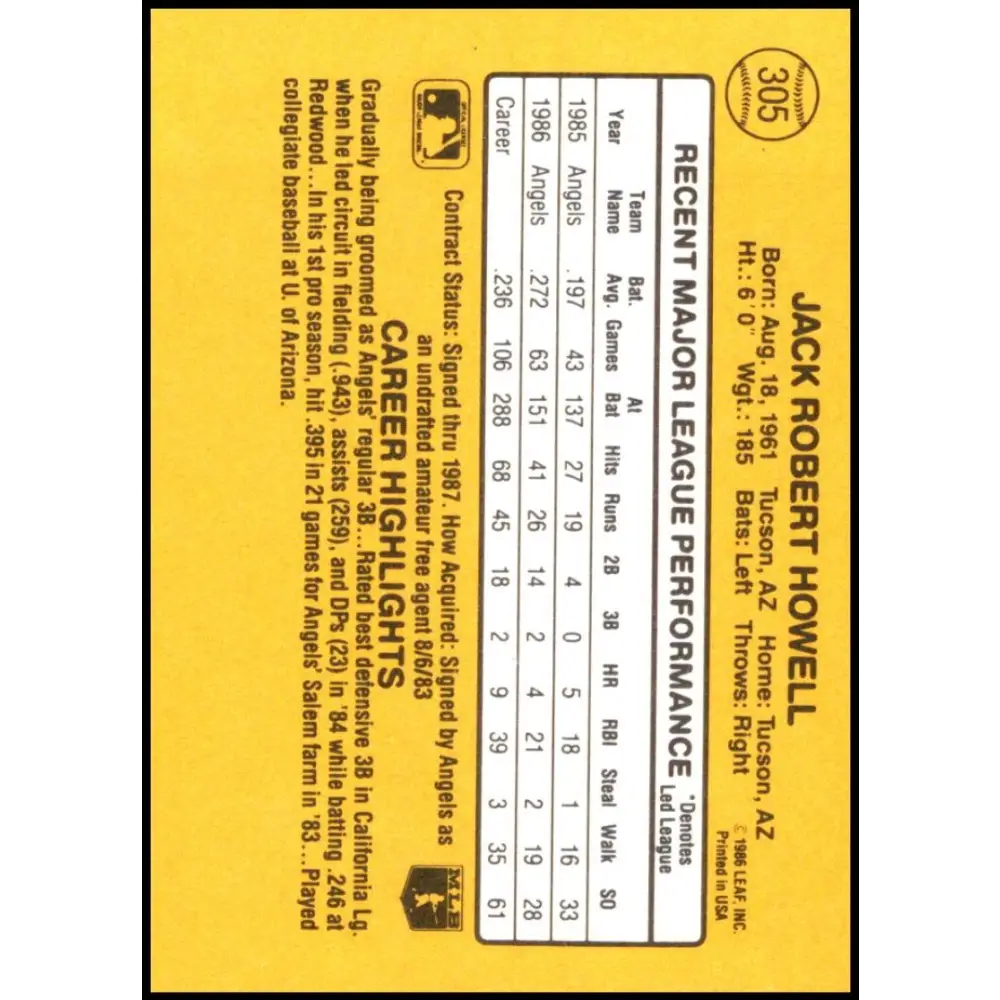 305
JACK ROBERT HOWELL
Born: Aug. 18, 1961 Tucson, AZ Home: Tucson, AZ
Ht.: 6'0" Wgt.: 185 Bats: Left Throws: Right
© 1986 LEAF, INC.
Printed in USA
RECENT MAJOR LEAGUE PERFORMANCE
*Denotes
Led League
Year Team Name Bat. Avg. Games At Bat Hits Runs 2B 3B HR RBI Steal Walk SO
1985 Angels .197 43 137 27 19 4 0 5 18 1 16 33
1986 Angels .272 63 151 41 26 14 2 4 21 2 19 28
Career .236 106 288 68 45 18 2 9 39 3 35 61
Contract Status: Signed thru 1987. How Acquired: Signed by Angels as
an undrafted amateur free agent 8/6/83
MLB
CAREER HIGHLIGHTS
Gradually being groomed as Angels' regular 3B...Rated best defensive 3B in California Lg.
when he led circuit in fielding (.943), assists (259), and DPs (23) in '84 while batting .246 at
Redwood...In his 1st pro season, hit .395 in 21 games for Angels' Salem farm in '83...Played
collegiate baseball at U. of Arizona.